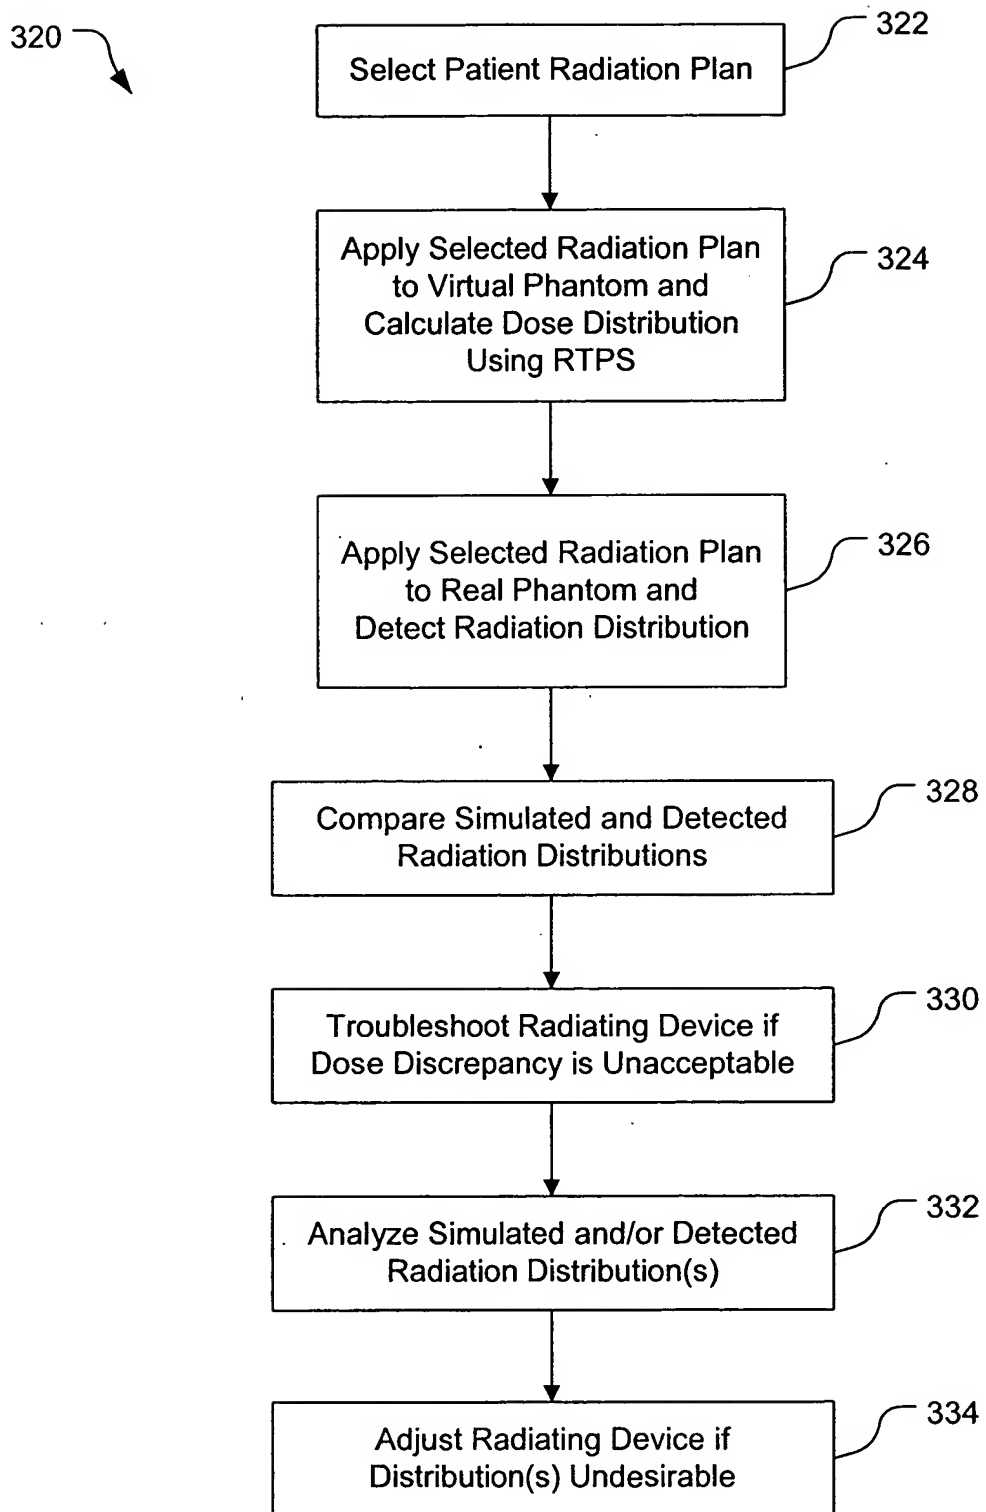 320
322
Select Patient Radiation Plan
Apply Selected Radiation Plan
to Virtual Phantom and
Calculate Dose Distribution
Using RTPS
324
Apply Selected Radiation Plan
to Real Phantom and
Detect Radiation Distribution
326
Compare Simulated and Detected
Radiation Distributions
328
Troubleshoot Radiating Device if
Dose Discrepancy is Unacceptable
330
Analyze Simulated and/or Detected
Radiation Distribution(s)
332
Adjust Radiating Device if
Distribution(s) Undesirable
334